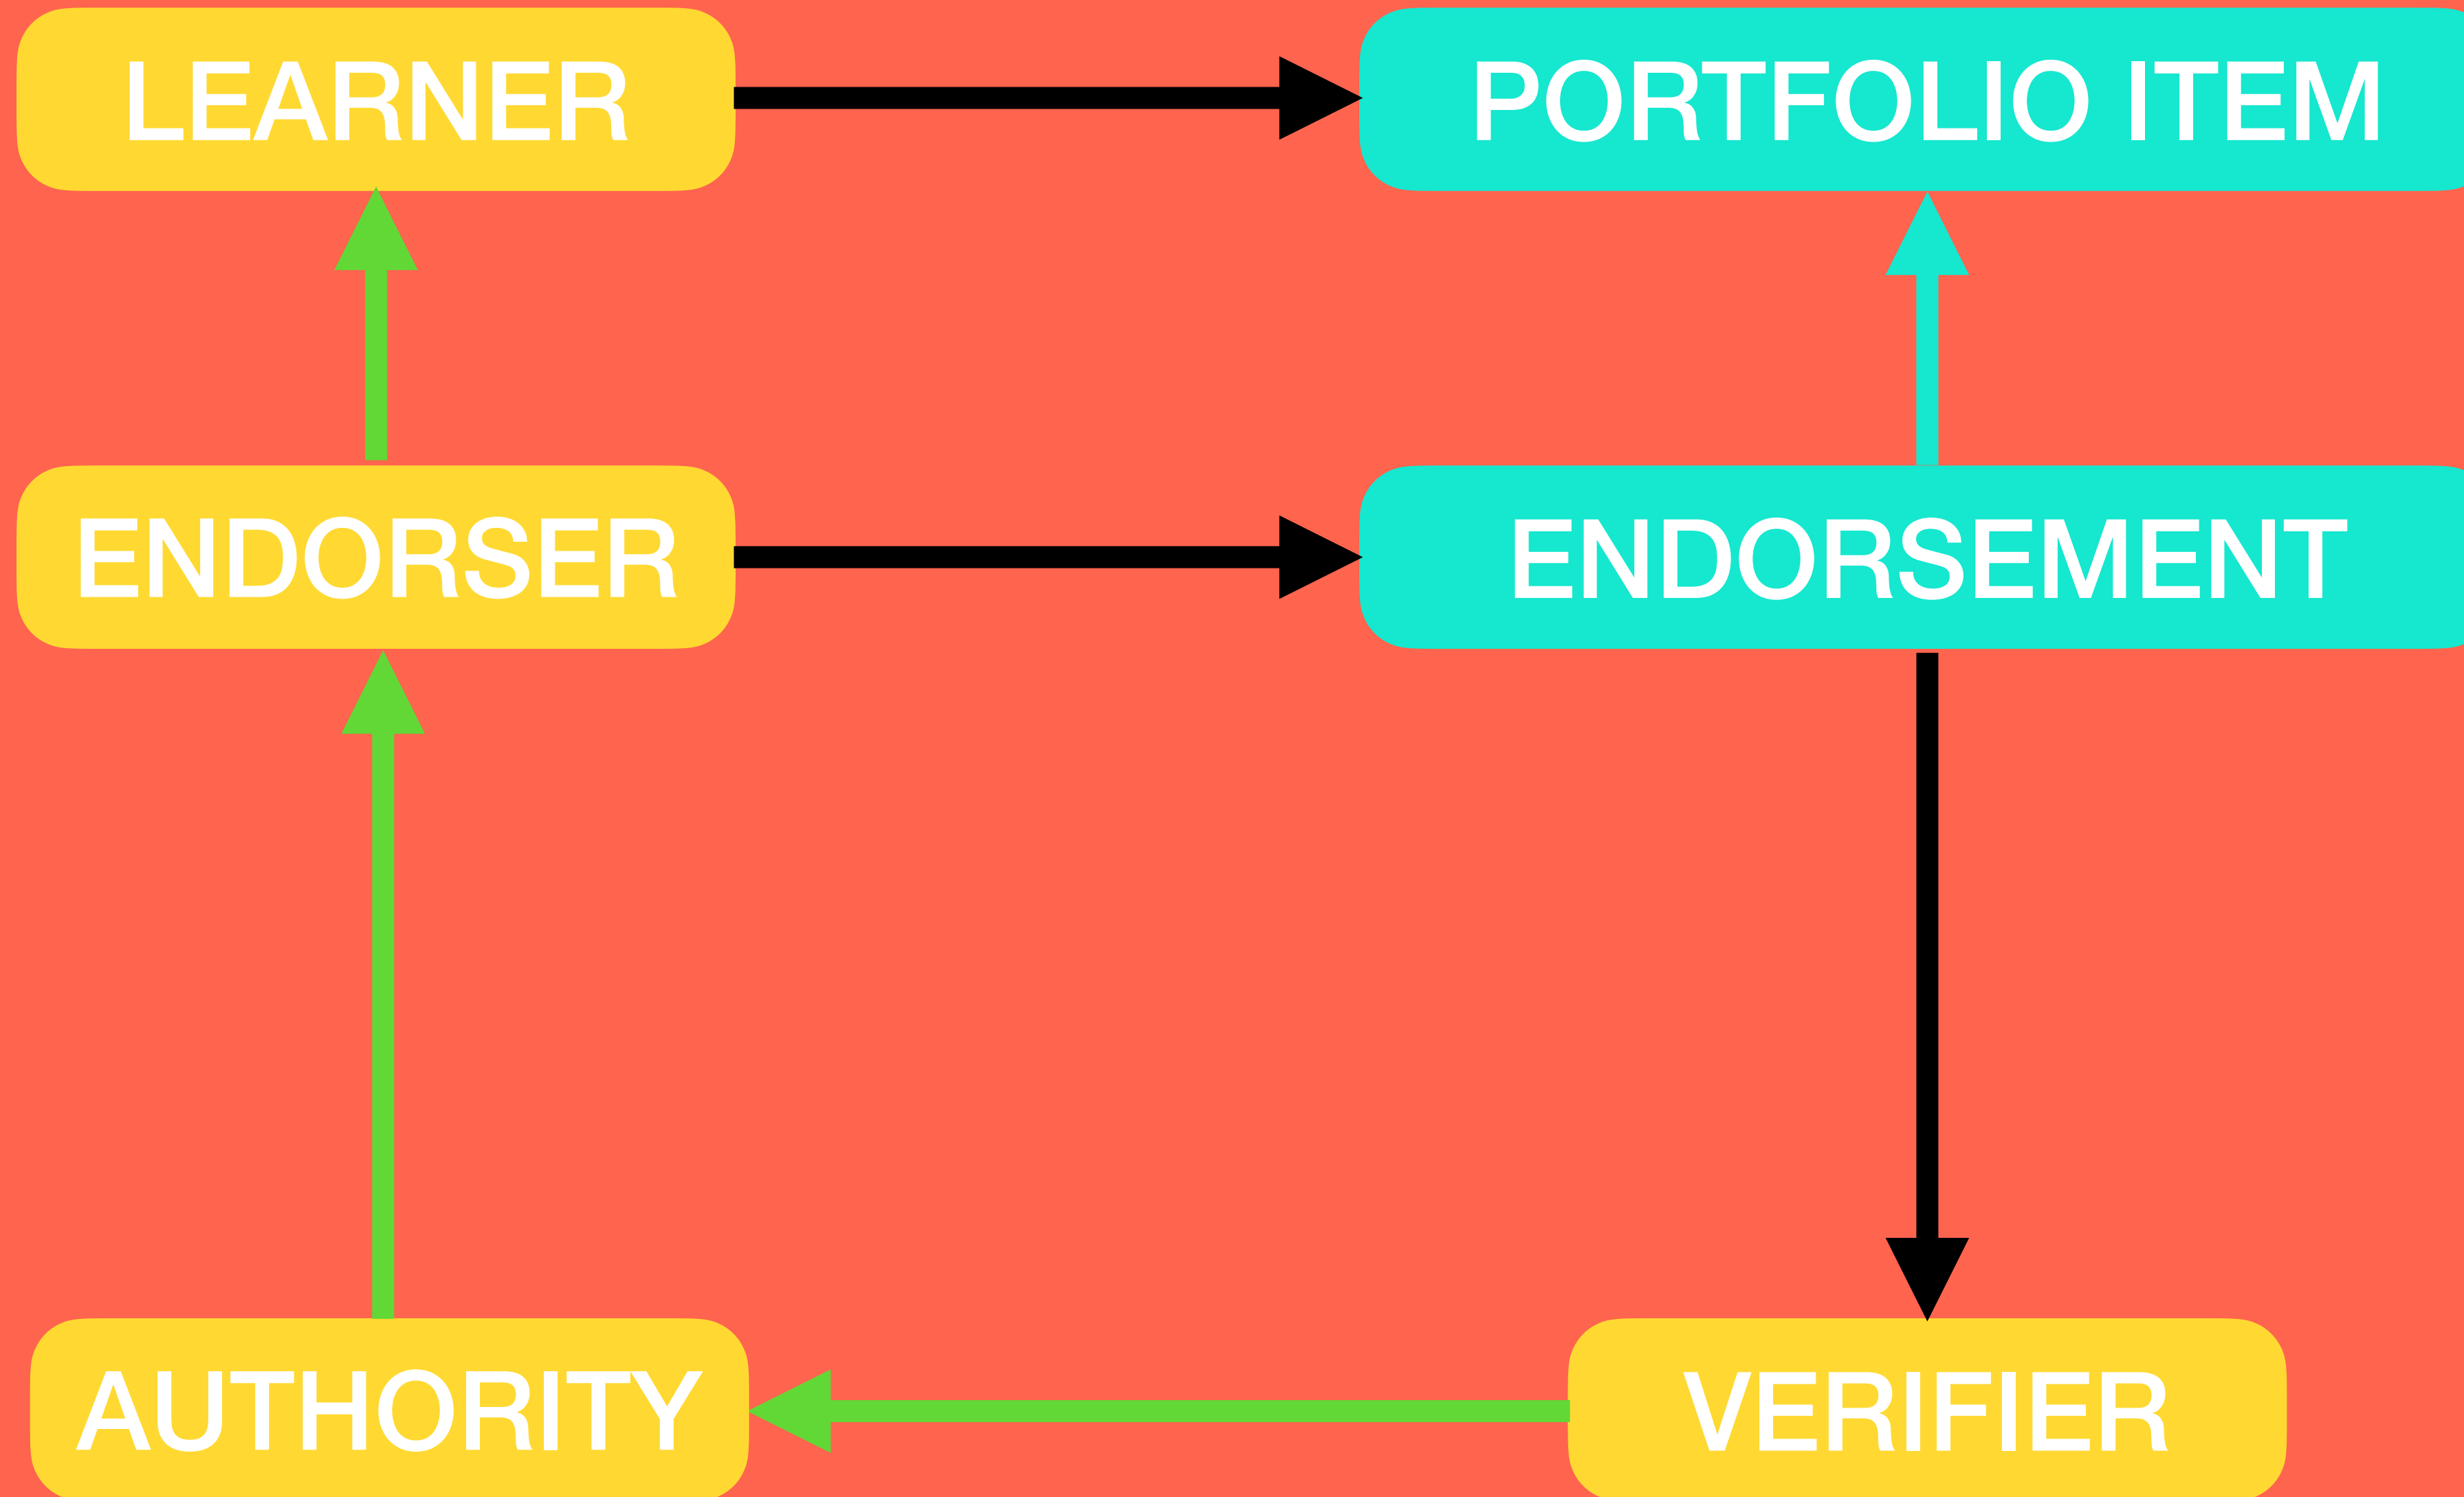 LEARNER
PORTFOLIO ITEM
ENDORSER
ENDORSEMENT
AUTHORITY
VERIFIER